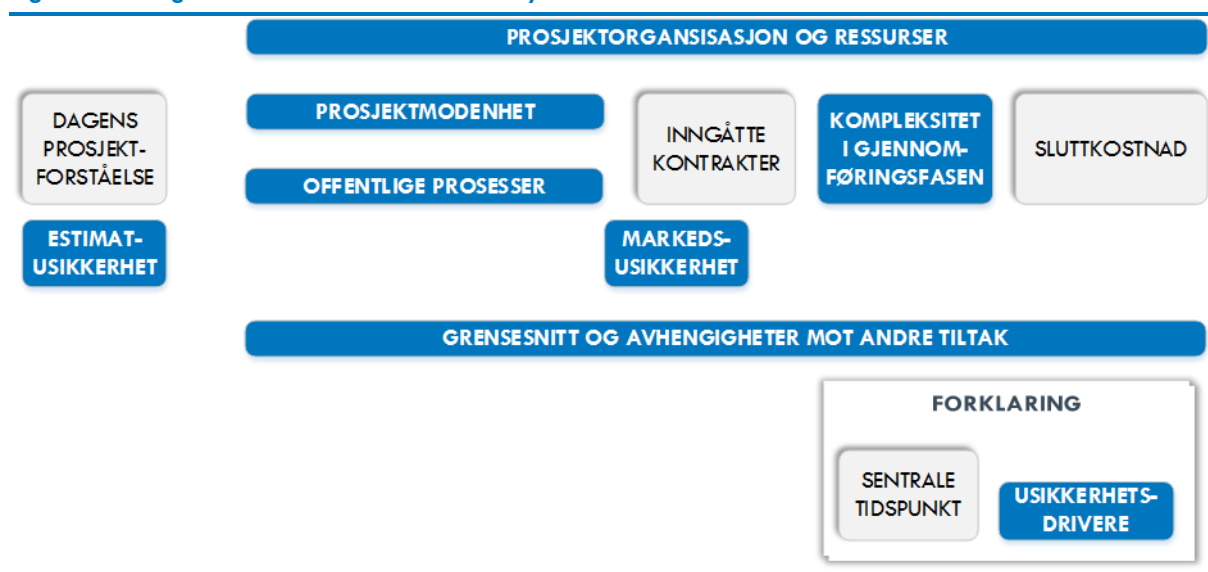 PROSJEKTORGANSISASJON OG RESSURSER
DAGENS
PROSJEKT-
FORSTÅELSE
PROSJEKTMODENHET
OFFENTLIGE PROSESSER
INNGÅTTE
KONTRAKTER
KOMPLEKSITET
I GJENNOM-
FØRINGSFASEN
SLUTTKOSTNAD
ESTIMAT-
USIKKERHET
MARKEDS-
USIKKERHET
GRENSESNITT OG AVHENGIGHETER MOT ANDRE TILTAK
FORKLARING
SENTRALE
TIDSPUNKT
USIKKERHETS-
DRIVERE